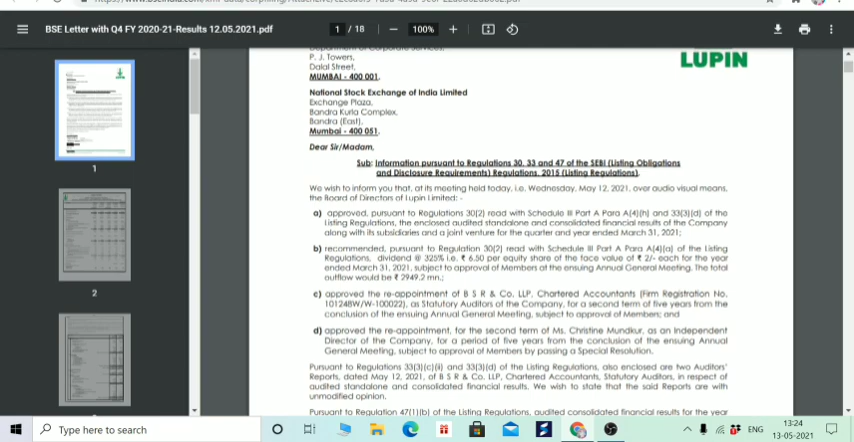 BSE Letter with Q4 FY 2020-21-Results 12.05.2021.pdf
1 / 18
100%
LUPIN
Department of Corporate Services,
P. J. Towers,
Dalal Street,
MUMBAI - 400 001.
National Stock Exchange of India Limited
Exchange Plaza,
Bandra Kurla Complex,
Bandra (East),
Mumbai - 400 051.
Dear Sir/Madam,
Sub: Information pursuant to Regulations 30, 33 and 47 of the SEBI (Listing Obligations
and Disclosure Requirements) Regulations, 2015 (Listing Regulations).
We wish to inform you that, at its meeting held today, i.e. Wednesday, May 12, 2021, over audio visual means,
the Board of Directors of Lupin Limited: -
a) approved, pursuant to Regulations 30(2) read with Schedule III Part A Para A(4)(h) and 33(3)(d) of the
Listing Regulations, the enclosed audited standalone and consolidated financial results of the Company
along with its subsidiaries and a joint venture for the quarter and year ended March 31, 2021;
b) recommended, pursuant to Regulation 30(2) read with Schedule III Part A Para A(4)(a) of the Listing
Regulations, dividend @ 325% i.e. ₹ 6.50 per equity share of the face value of ₹ 2/- each for the year
ended March 31, 2021, subject to approval of Members at the ensuing Annual General Meeting. The total
outflow would be ₹ 2949.2 mn.;
c) approved the re-appointment of B S R & Co. LLP, Chartered Accountants (Firm Registration No.
101248W/W-100022), as Statutory Auditors of the Company, for a second term of five years from the
conclusion of the ensuing Annual General Meeting, subject to approval of Members; and
d) approved the re-appointment, for the second term of Ms. Christine Mundkur, as an Independent
Director of the Company, for a period of five years from the conclusion of the ensuing Annual
General Meeting, subject to approval of Members by passing a Special Resolution.
Pursuant to Regulations 33(3)(c)(ii) and 33(3)(d) of the Listing Regulations, also enclosed are two Auditors'
Reports, dated May 12, 2021, of B S R & Co. LLP, Chartered Accountants, Statutory Auditors, in respect of
audited standalone and consolidated financial results. We wish to state that the said Reports are with
unmodified opinion.
Pursuant to Regulation 47(1)(b) of the Listing Regulations, audited consolidated financial results for the year
1
2
Type here to search
ENG
13:24
13-05-2021